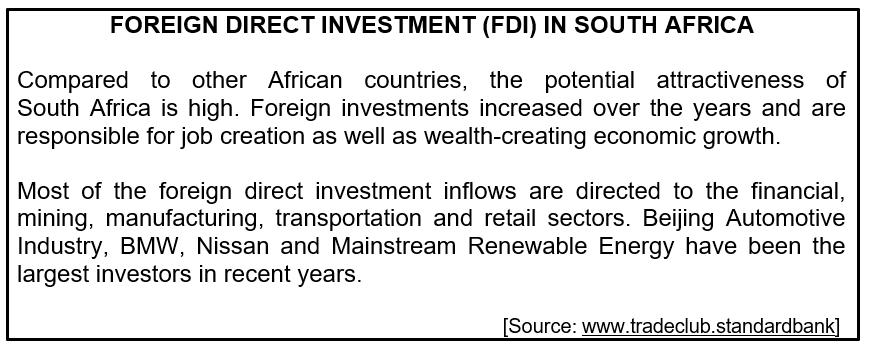 FOREIGN DIRECT INVESTMENT (FDI) IN SOUTH AFRICA
Compared to other African countries, the potential attractiveness of
South Africa is high. Foreign investments increased over the years and are
responsible for job creation as well as wealth-creating economic growth.
Most of the foreign direct investment inflows are directed to the financial,
mining, manufacturing, transportation and retail sectors. Beijing Automotive
Industry, BMW, Nissan and Mainstream Renewable Energy have been the
largest investors in recent years.
[Source: www.tradeclub.standardbank]